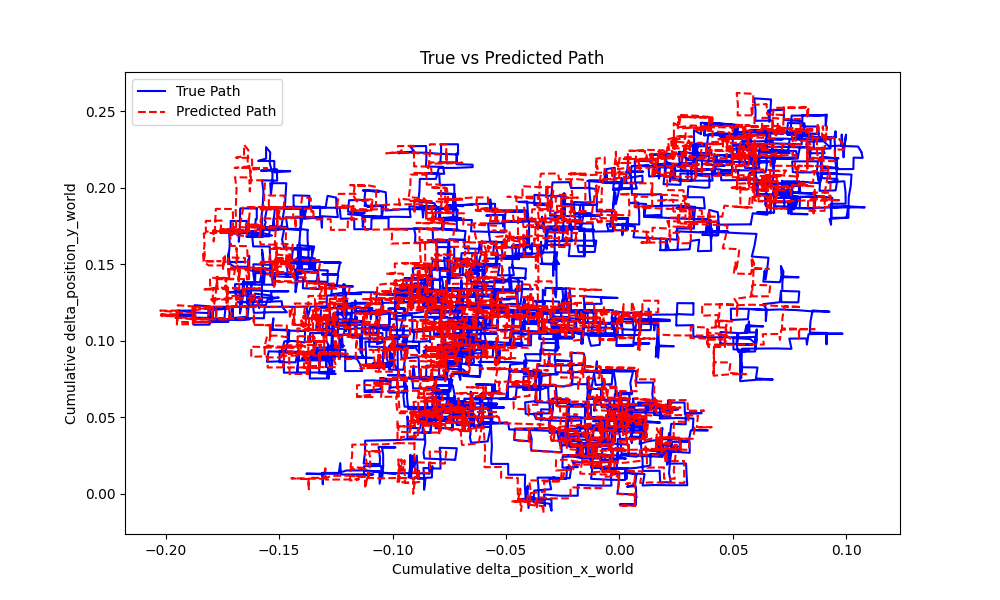 True vs Predicted Path
True Path
Predicted Path
0.25
0.20
0.15
0.10
0.05
0.00
Cumulative delta_position_y_world
−0.20 −0.15 −0.10 −0.05 0.00 0.05 0.10
Cumulative delta_position_x_world